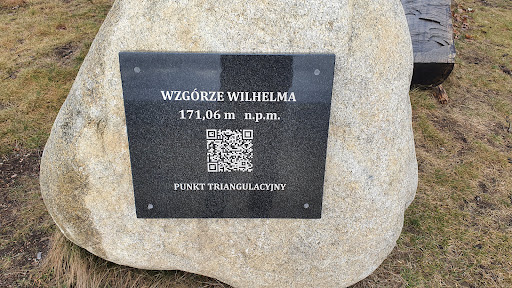 WZGÓRZE WILHELMA
171,06 m n.p.m.
PUNKT TRIANGULACYJNY